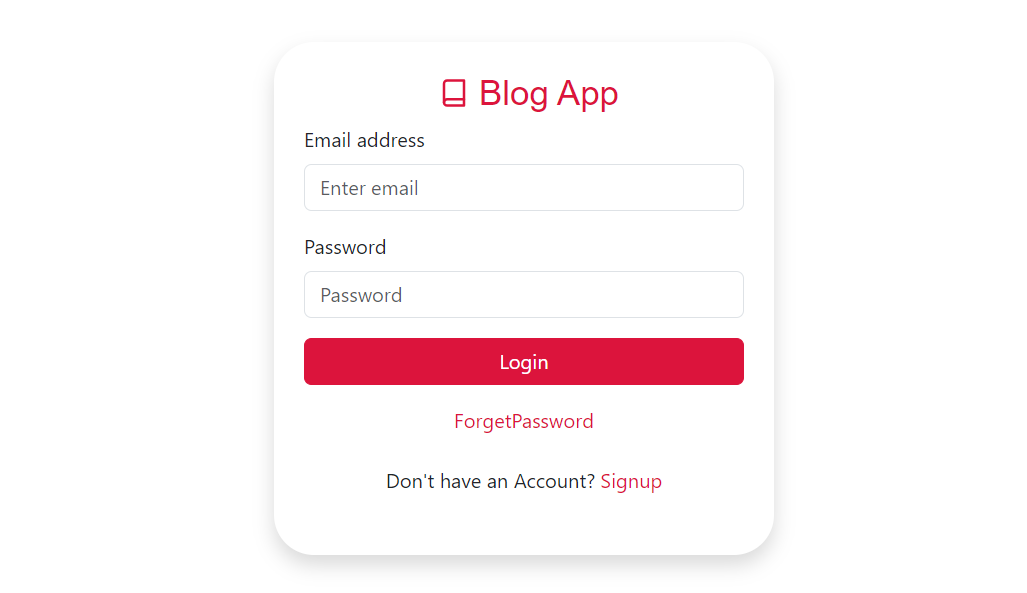 Blog App
Email address
Enter email
Password
Password
Login
ForgetPassword
Don't have an Account? Signup